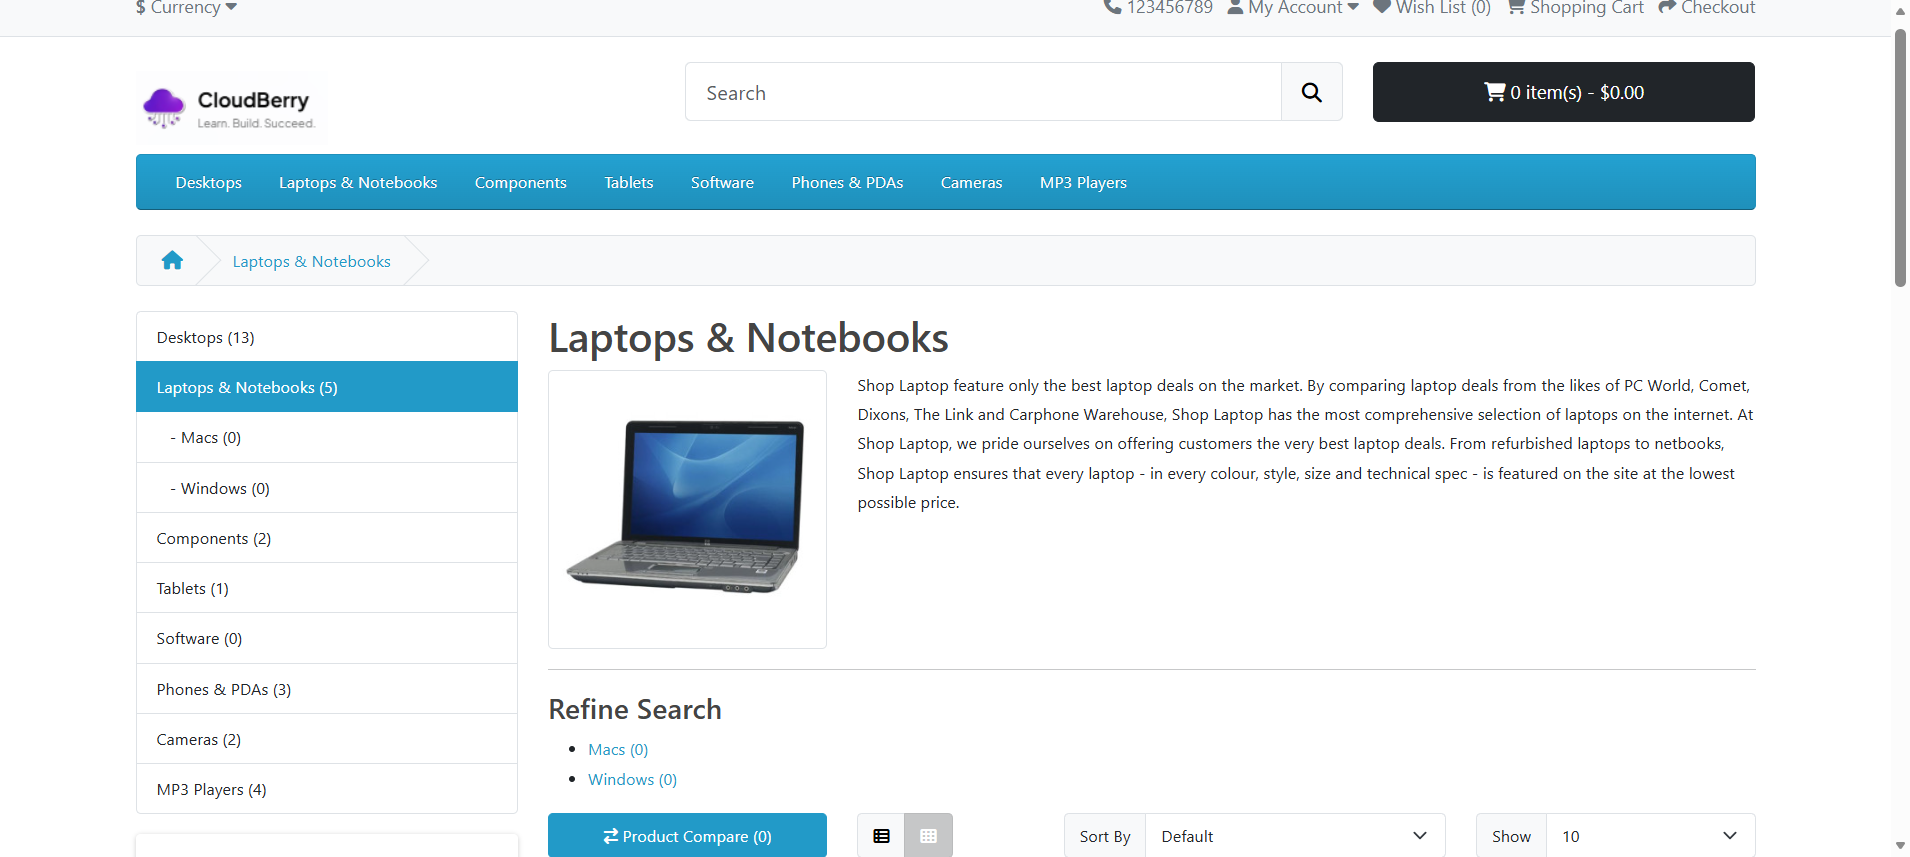 $ Currency
123456789 My Account Wish List (0) Shopping Cart Checkout
CloudBerry
Learn. Build. Succeed.
Search
0 item(s) - $0.00
Desktops Laptops & Notebooks Components Tablets Software Phones & PDAs Cameras MP3 Players
Laptops & Notebooks
Desktops (13)
Laptops & Notebooks (5)
- Macs (0)
- Windows (0)
Components (2)
Tablets (1)
Software (0)
Phones & PDAs (3)
Cameras (2)
MP3 Players (4)
Laptops & Notebooks
Shop Laptop feature only the best laptop deals on the market. By comparing laptop deals from the likes of PC World, Comet,
Dixons, The Link and Carphone Warehouse, Shop Laptop has the most comprehensive selection of laptops on the internet. At
Shop Laptop, we pride ourselves on offering customers the very best laptop deals. From refurbished laptops to netbooks,
Shop Laptop ensures that every laptop - in every colour, style, size and technical spec - is featured on the site at the lowest
possible price.
Refine Search
Macs (0)
Windows (0)
Product Compare (0)
Sort By Default
Show 10